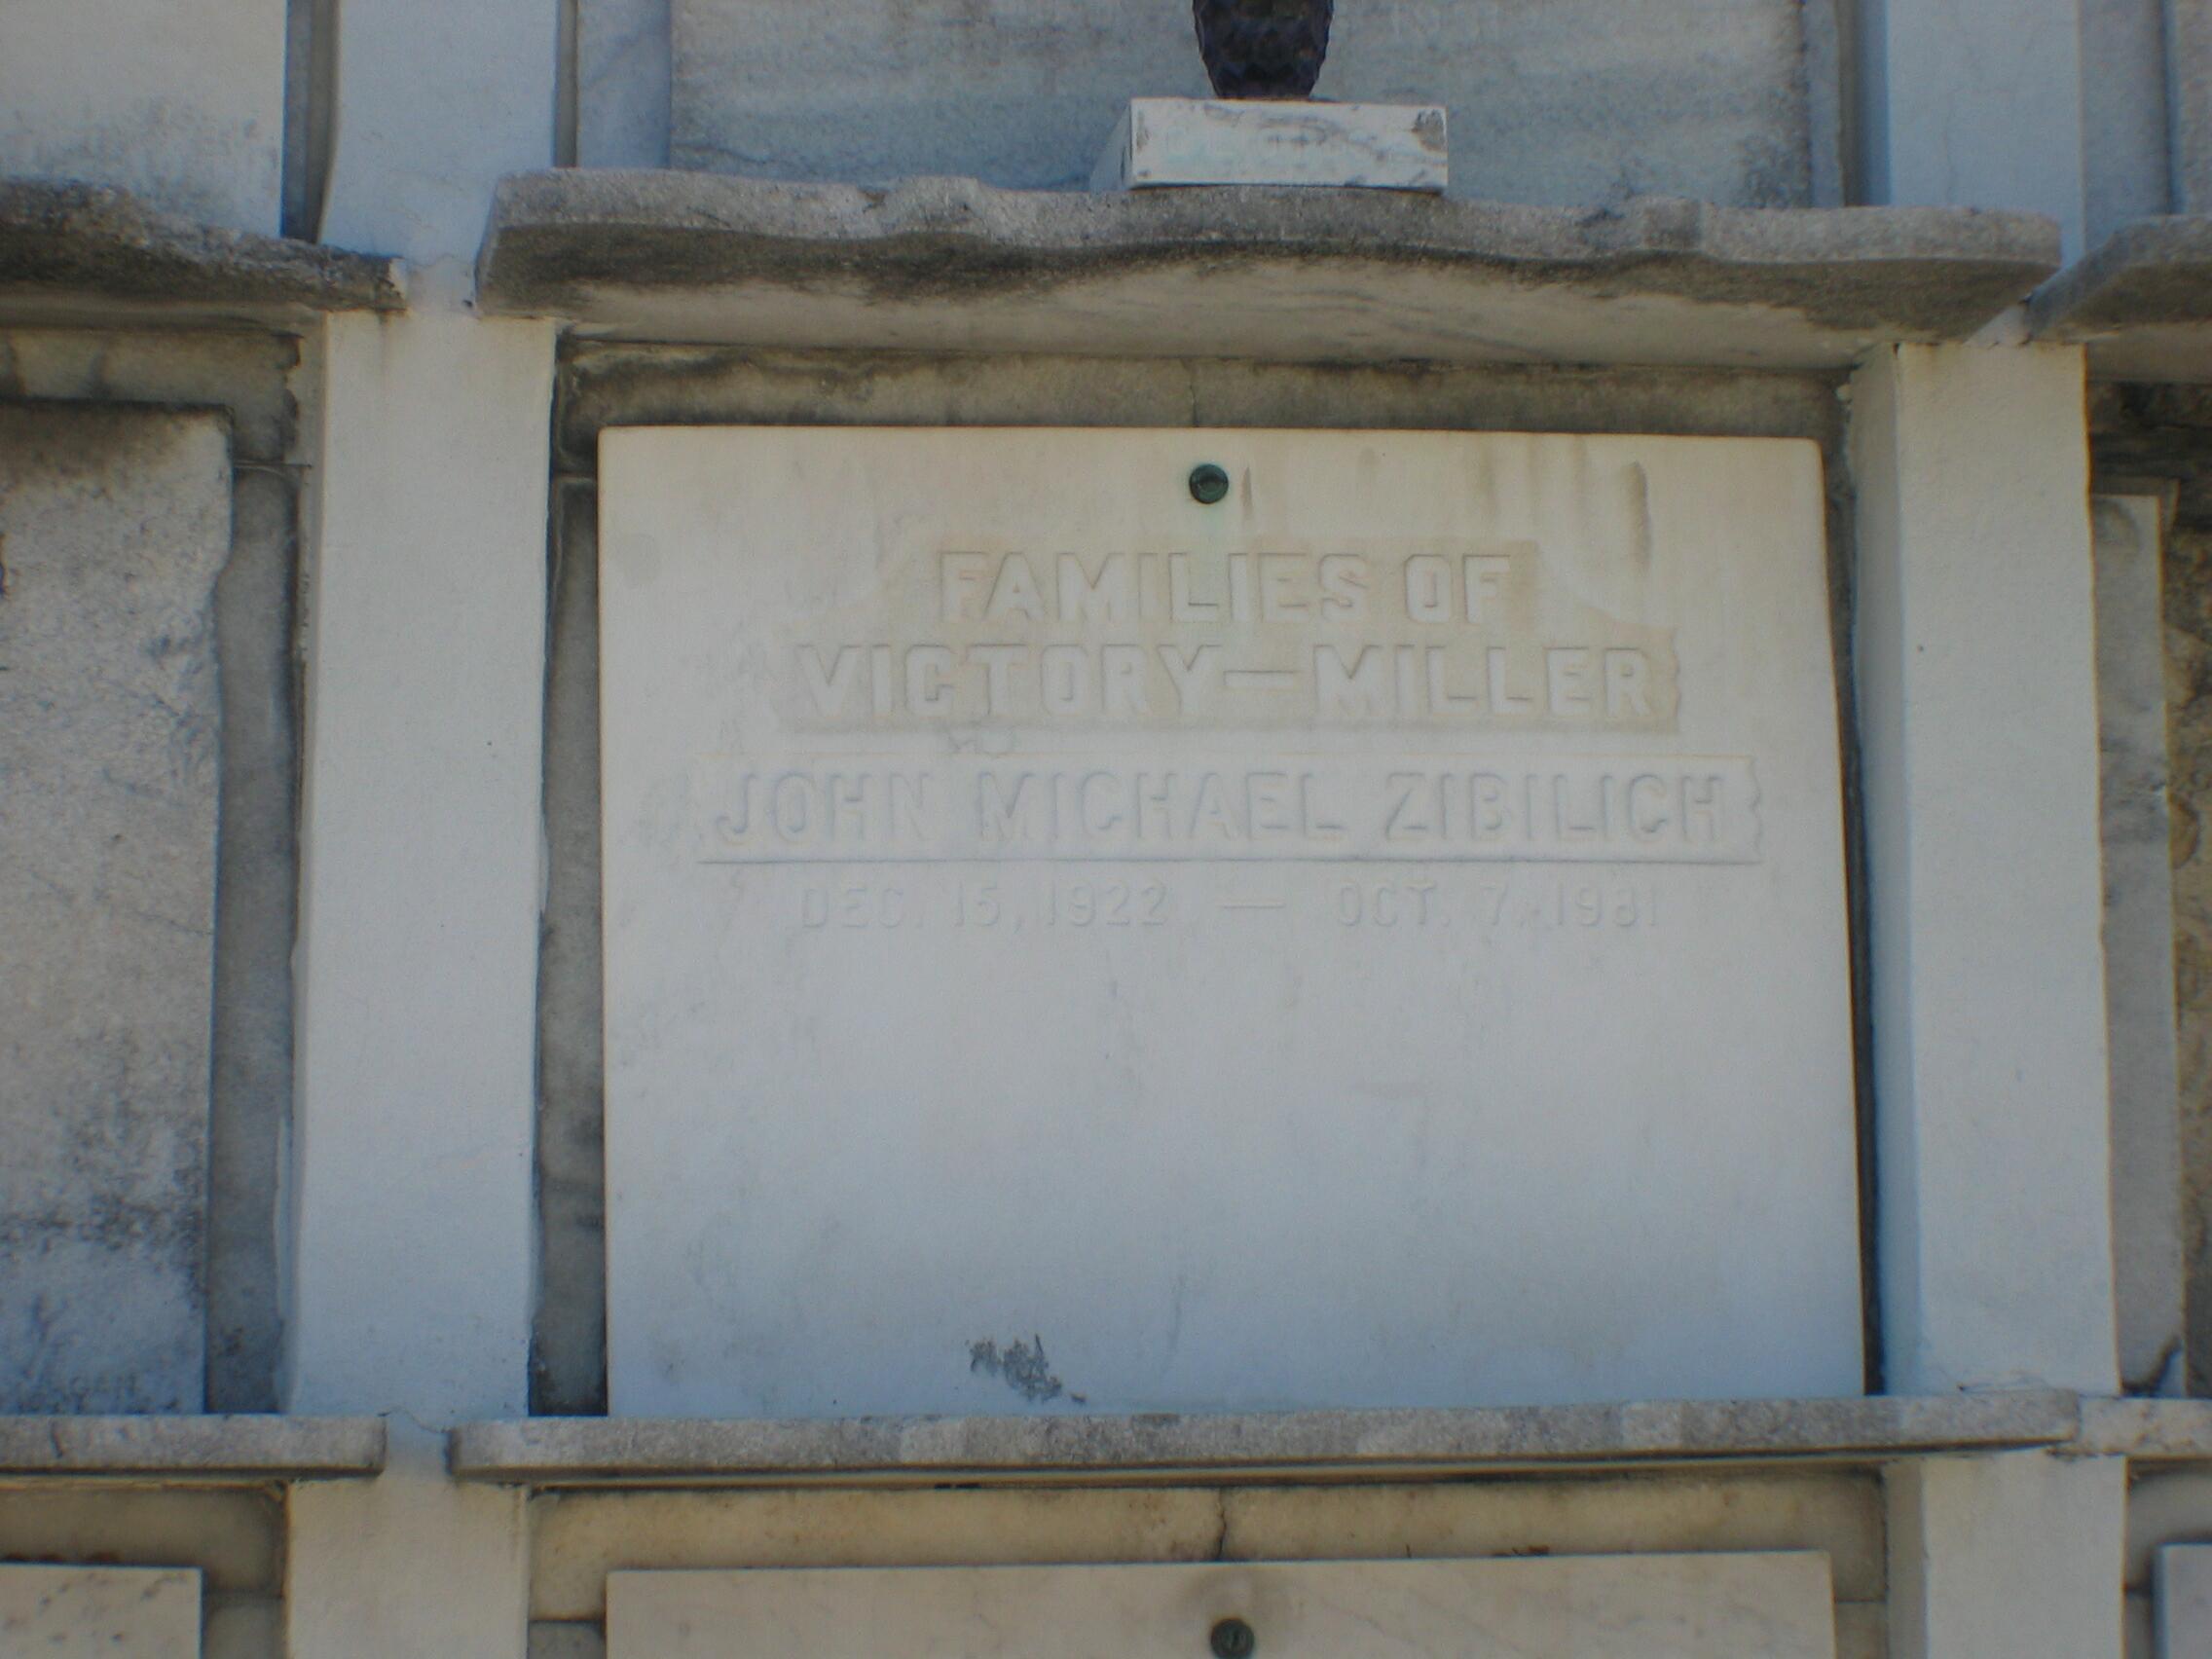 FAMILIES OF
VICTORY—MILLER
JOHN MICHAEL ZIBILICH
DEC. 15, 1922 — OCT. 7, 1981